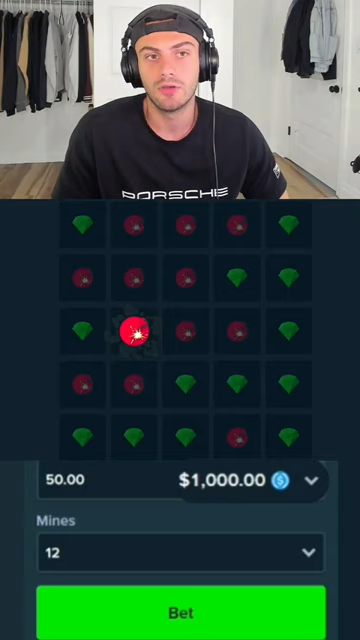 PORSCHE
50.00
$1,000.00
Mines
12
Bet